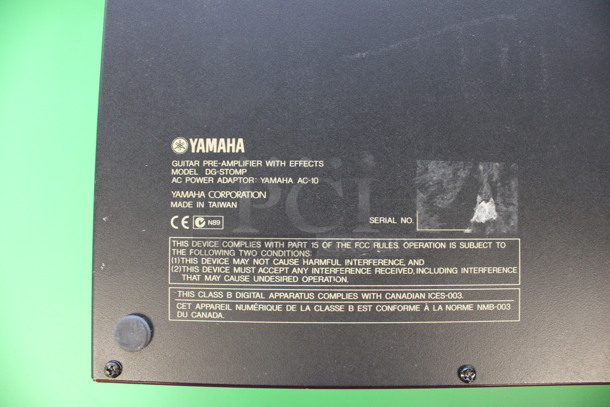 YAMAHA
GUITAR PRE-AMPLIFIER WITH EFFECTS
MODEL DG-STOMP
AC POWER ADAPTOR: YAMAHA AC-10
YAMAHA CORPORATION
MADE IN TAIWAN
CE N89
SERIAL NO.
PCi
THIS DEVICE COMPLIES WITH PART 15 OF THE FCC RULES. OPERATION IS SUBJECT TO
THE FOLLOWING TWO CONDITIONS:
(1)THIS DEVICE MAY NOT CAUSE HARMFUL INTERFERENCE, AND
(2)THIS DEVICE MUST ACCEPT ANY INTERFERENCE RECEIVED, INCLUDING INTERFERENCE
THAT MAY CAUSE UNDESIRED OPERATION.
THIS CLASS B DIGITAL APPARATUS COMPLIES WITH CANADIAN ICES-003.
CET APPAREIL NUMÉRIQUE DE LA CLASSE B EST CONFORME À LA NORME NMB-003
DU CANADA.